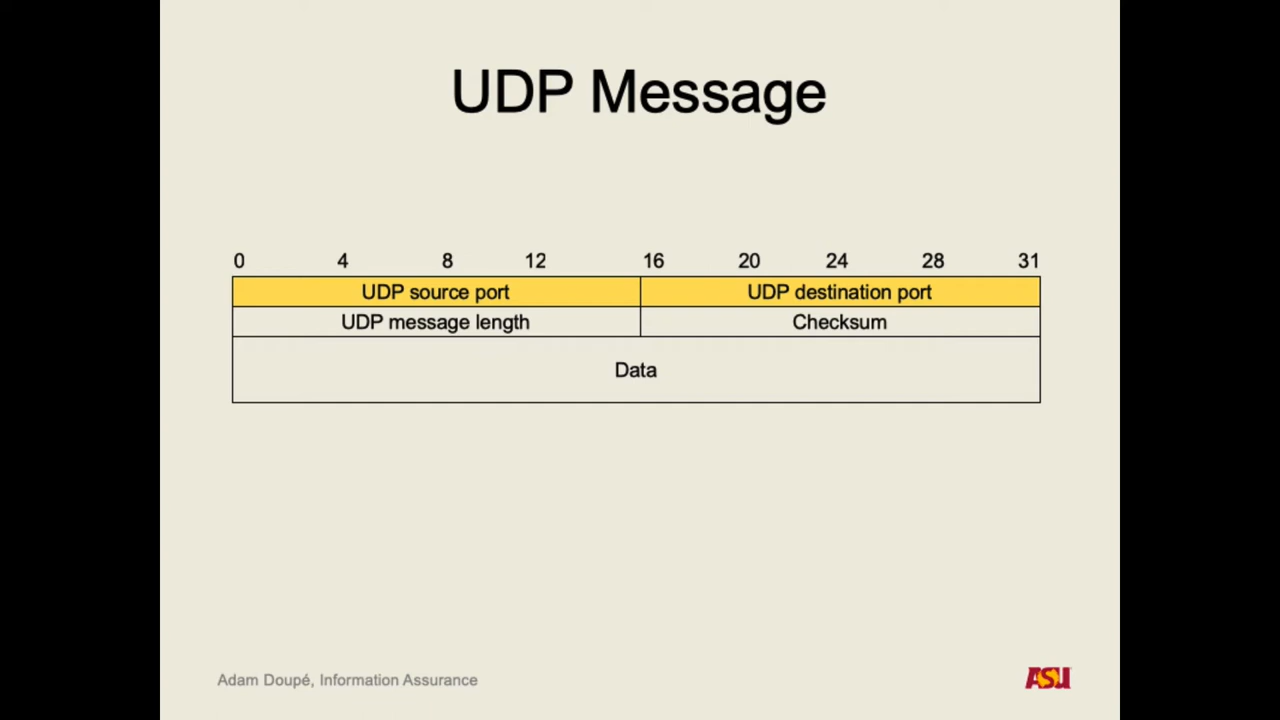 UDP Message
0 4 8 12 16 20 24 28 31
UDP source port UDP destination port
UDP message length Checksum
Data
Adam Doupé, Information Assurance
ASU